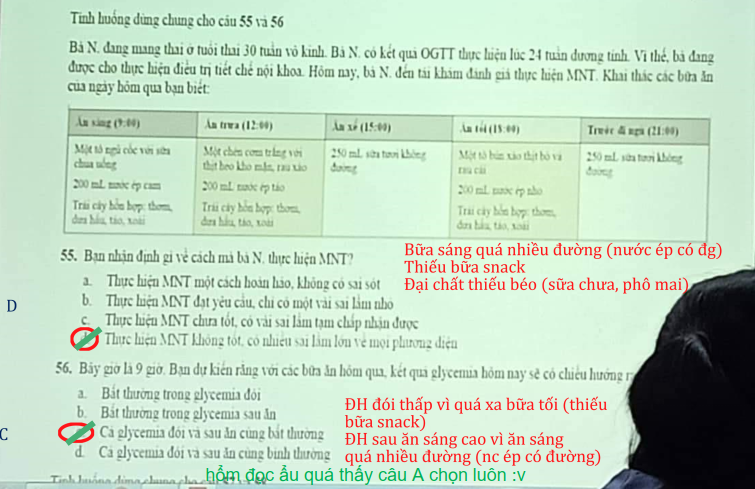 Tình huống dùng chung cho câu 55 và 56
Bà N. đang mang thai ở tuổi thai 30 tuần vô kinh. Bà N. có kết quả OGTT thực hiện lúc 24 tuần dương tính. Vì thế, bà đang
được cho thực hiện điều trị tiết chế nội khoa. Hôm nay, bà N. đến tái khám đánh giá thực hiện MNT. Khai thác các bữa ăn
của ngày hôm qua bạn biết:
Ăn sáng (9:00) Ăn trưa (12:00) Ăn xế (15:00) Ăn tối (18:00) Trước đi ngủ (21:00)
Một tô ngũ cốc với sữa Một chén cơm trắng với 250 mL sữa tươi không Một tô bún xào thịt bò và 250 mL sữa tươi không
chua uống thịt heo kho mặn, rau xào đường rau cải đường
200 mL nước ép cam 200 mL nước ép táo 200 mL nước ép nho
Trái cây hỗn hợp: thơm, Trái cây hỗn hợp: thơm, Trái cây hỗn hợp: thơm,
dưa hấu, táo, xoài dưa hấu, táo, xoài dưa hấu, táo, xoài
55. Bạn nhận định gì về cách mà bà N. thực hiện MNT?
Bữa sáng quá nhiều đường (nước ép có đg)
Thiếu bữa snack
Đại chất thiếu béo (sữa chưa, phô mai)
a. Thực hiện MNT một cách hoàn hảo, không có sai sót
D
b. Thực hiện MNT đạt yêu cầu, chỉ có một vài sai lầm nhỏ
c. Thực hiện MNT chưa tốt, có vài sai lầm tạm chấp nhận được
Thực hiện MNT không tốt, có nhiều sai lầm lớn về mọi phương diện
56. Bây giờ là 9 giờ. Bạn dự kiến rằng với các bữa ăn hôm qua, kết quả glycemia hôm nay sẽ có chiều hướng
a. Bất thường trong glycemia đói
b. Bất thường trong glycemia sau ăn
C
Cả glycemia đói và sau ăn cùng bất thường
d. Cả glycemia đói và sau ăn cùng bình thường
ĐH đói thấp vì quá xa bữa tối (thiếu
bữa snack)
ĐH sau ăn sáng cao vì ăn sáng
quá nhiều đường (nc ép có đường)
Tình huống dùng chung cho
hổm đọc ẩu quá thấy câu A chọn luôn :v